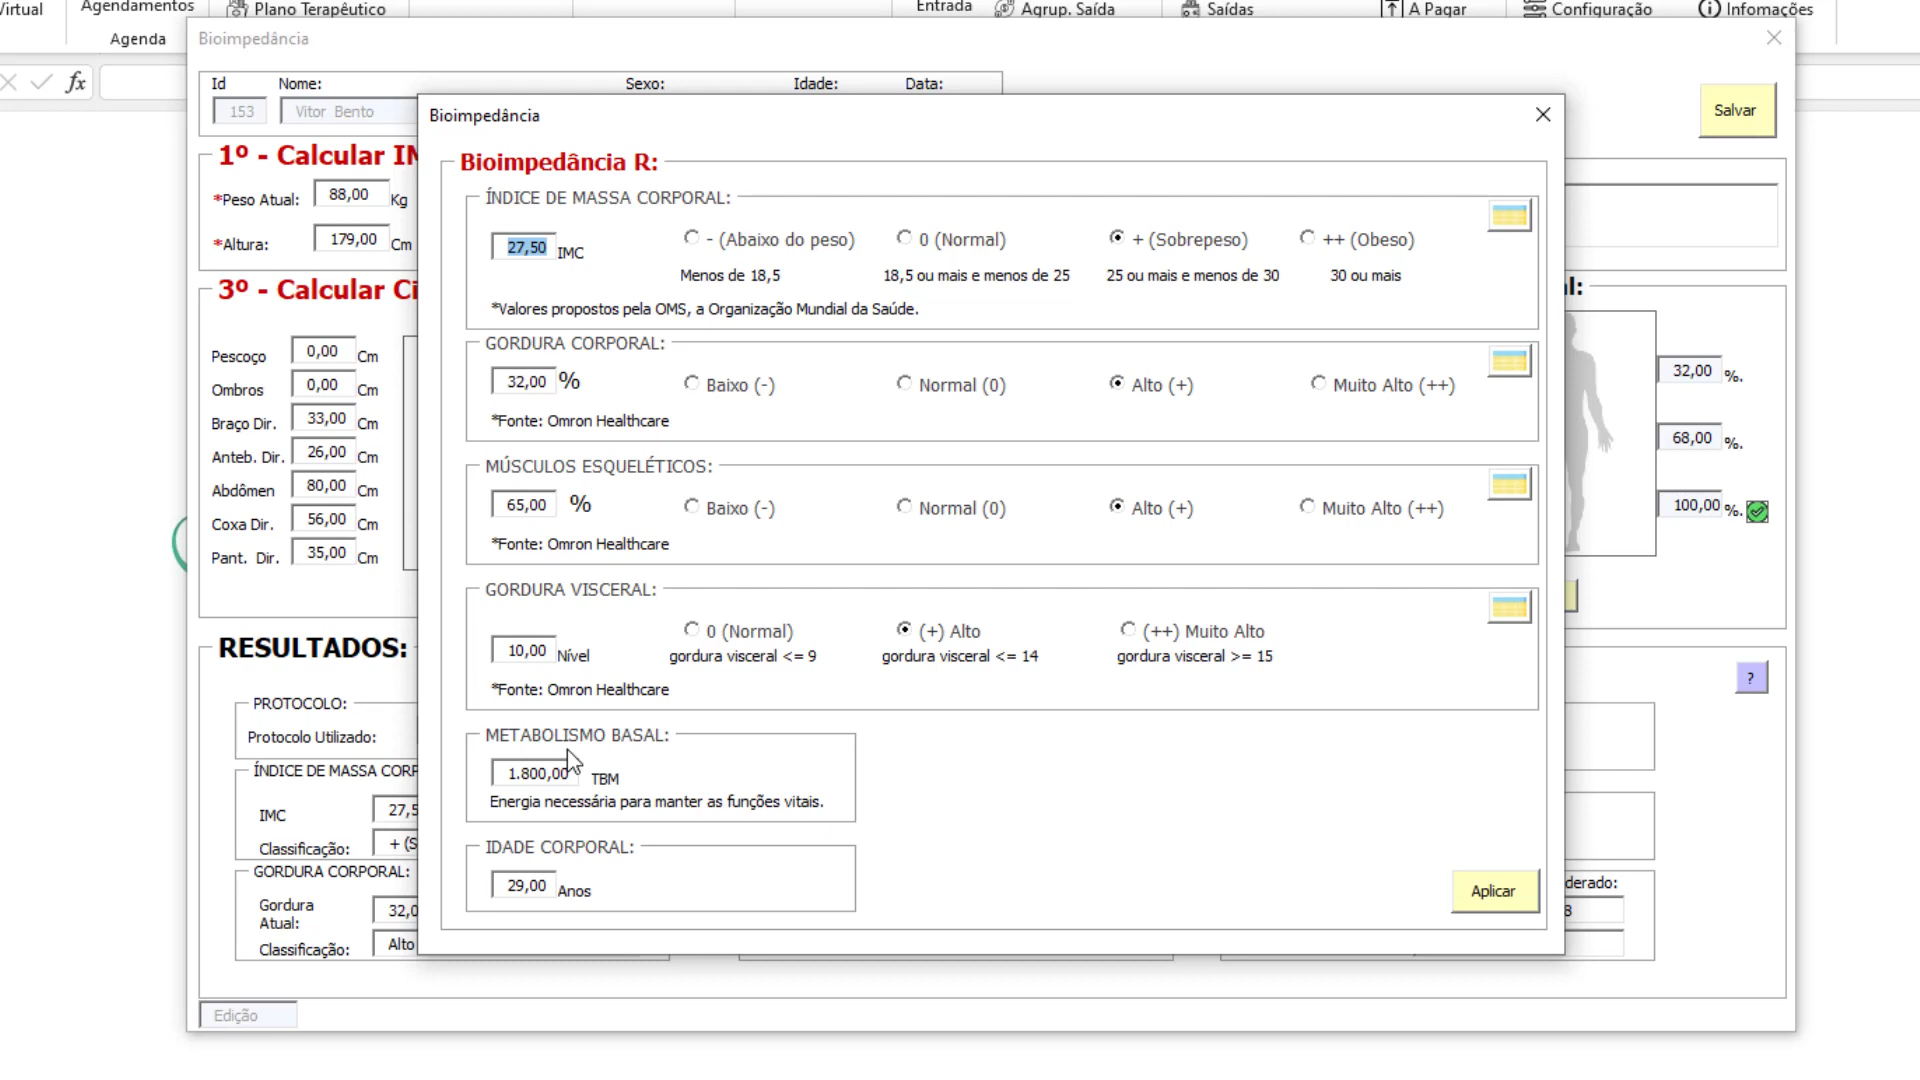 Virtual
Agendamentos
Plano Terapêutico
Entrada
Agrup. Saída
Saídas
A Pagar
Configuração
Infomações
Agenda
Bioimpedância
fx
Id
Nome:
Sexo:
Idade:
Data:
153
Vitor Bento
Salvar
1º - Calcular IM
*Peso Atual:
88,00
Kg
*Altura:
179,00
Cm
3º - Calcular Ci
Pescoço
0,00
Cm
Ombros
0,00
Cm
Braço Dir.
33,00
Cm
Anteb. Dir.
26,00
Cm
Abdômen
80,00
Cm
Coxa Dir.
56,00
Cm
Pant. Dir.
35,00
Cm
l:
32,00 %.
68,00 %.
100,00 %.
RESULTADOS:
?
PROTOCOLO:
Protocolo Utilizado:
ÍNDICE DE MASSA CORP
IMC
27,5
Classificação:
+ (S
GORDURA CORPORAL:
Gordura
Atual:
32,0
Classificação:
Alto
derado:
8
Edição
Bioimpedância
Bioimpedância R:
ÍNDICE DE MASSA CORPORAL:
27,50 IMC
- (Abaixo do peso)
0 (Normal)
+ (Sobrepeso)
++ (Obeso)
Menos de 18,5
18,5 ou mais e menos de 25
25 ou mais e menos de 30
30 ou mais
*Valores propostos pela OMS, a Organização Mundial da Saúde.
GORDURA CORPORAL:
32,00 %
Baixo (-)
Normal (0)
Alto (+)
Muito Alto (++)
*Fonte: Omron Healthcare
MÚSCULOS ESQUELÉTICOS:
65,00 %
Baixo (-)
Normal (0)
Alto (+)
Muito Alto (++)
*Fonte: Omron Healthcare
GORDURA VISCERAL:
0 (Normal)
(+) Alto
(++) Muito Alto
10,00 Nível
gordura visceral <= 9
gordura visceral <= 14
gordura visceral >= 15
*Fonte: Omron Healthcare
METABOLISMO BASAL:
1.800,00 TBM
Energia necessária para manter as funções vitais.
IDADE CORPORAL:
29,00 Anos
Aplicar